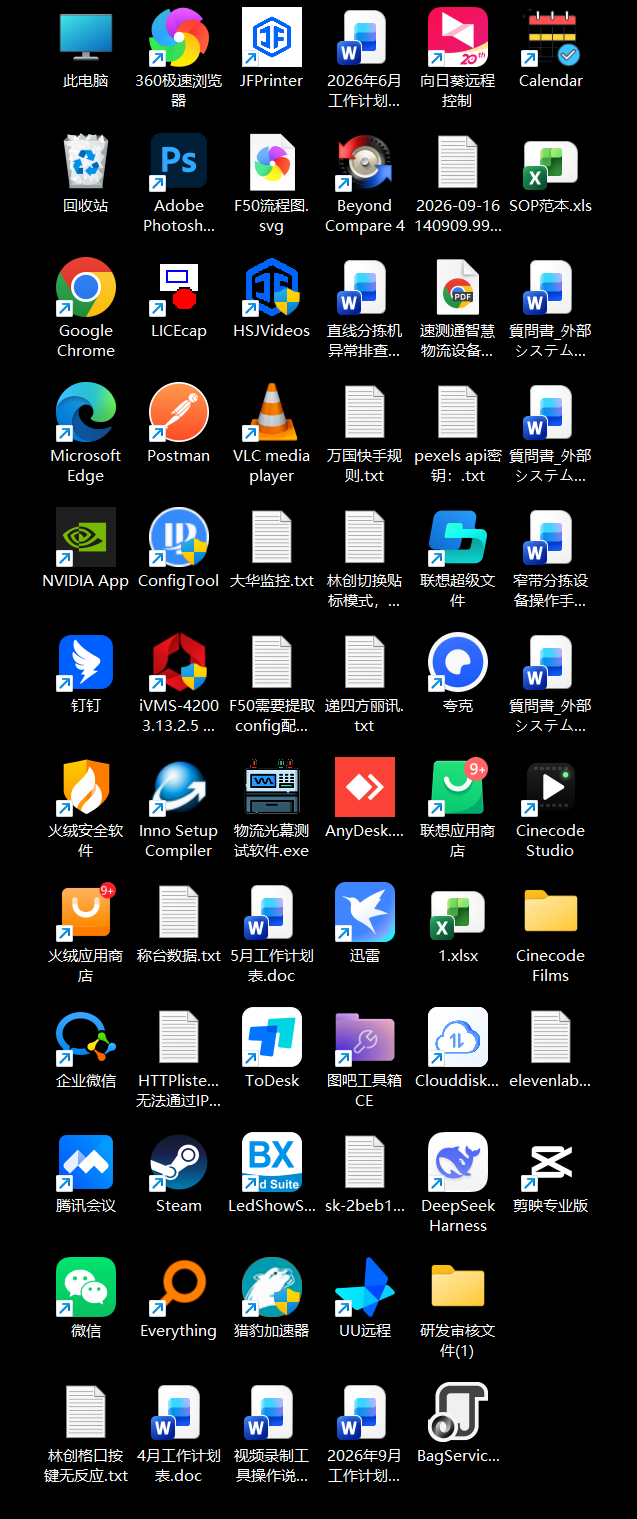 此电脑
360极速浏览
器
JFPrinter
2026年6月
工作计划...
20th
向日葵远程
控制
Calendar
回收站
Ps
Adobe
Photosh...
F50流程图.
svg
Beyond
Compare 4
2026-09-16
140909.99...
SOP范本.xls
Google
Chrome
LICEcap
HSJVideos
直线分拣机
异常排查...
PDF
速测通智慧
物流设备...
質問書_外部
システム...
Microsoft
Edge
Postman
VLC media
player
万国快手规
则.txt
pexels api密
钥：.txt
質問書_外部
システム...
NVIDIA App
ConfigTool
大华监控.txt
林创切换贴
标模式，...
联想超级文
件
窄带分拣设
备操作手...
钉钉
iVMS-4200
3.13.2.5 ...
F50需要提取
config配...
递四方丽讯.
txt
夸克
質問書_外部
システム...
火绒安全软
件
Inno Setup
Compiler
物流光幕测
试软件.exe
AnyDesk....
9+
联想应用商
店
Cinecode
Studio
9+
火绒应用商
店
称台数据.txt
5月工作计划
表.doc
迅雷
1.xlsx
Cinecode
Films
企业微信
HTTPliste...
无法通过IP...
ToDesk
图吧工具箱
CE
Clouddisk...
elevenlab...
腾讯会议
Steam
BX
d Suite
LedShowS...
sk-2beb1...
DeepSeek
Harness
剪映专业版
微信
Everything
猎豹加速器
UU远程
研发审核文
件(1)
林创格口按
键无反应.txt
4月工作计划
表.doc
视频录制工
具操作说...
2026年9月
工作计划...
BagServic...